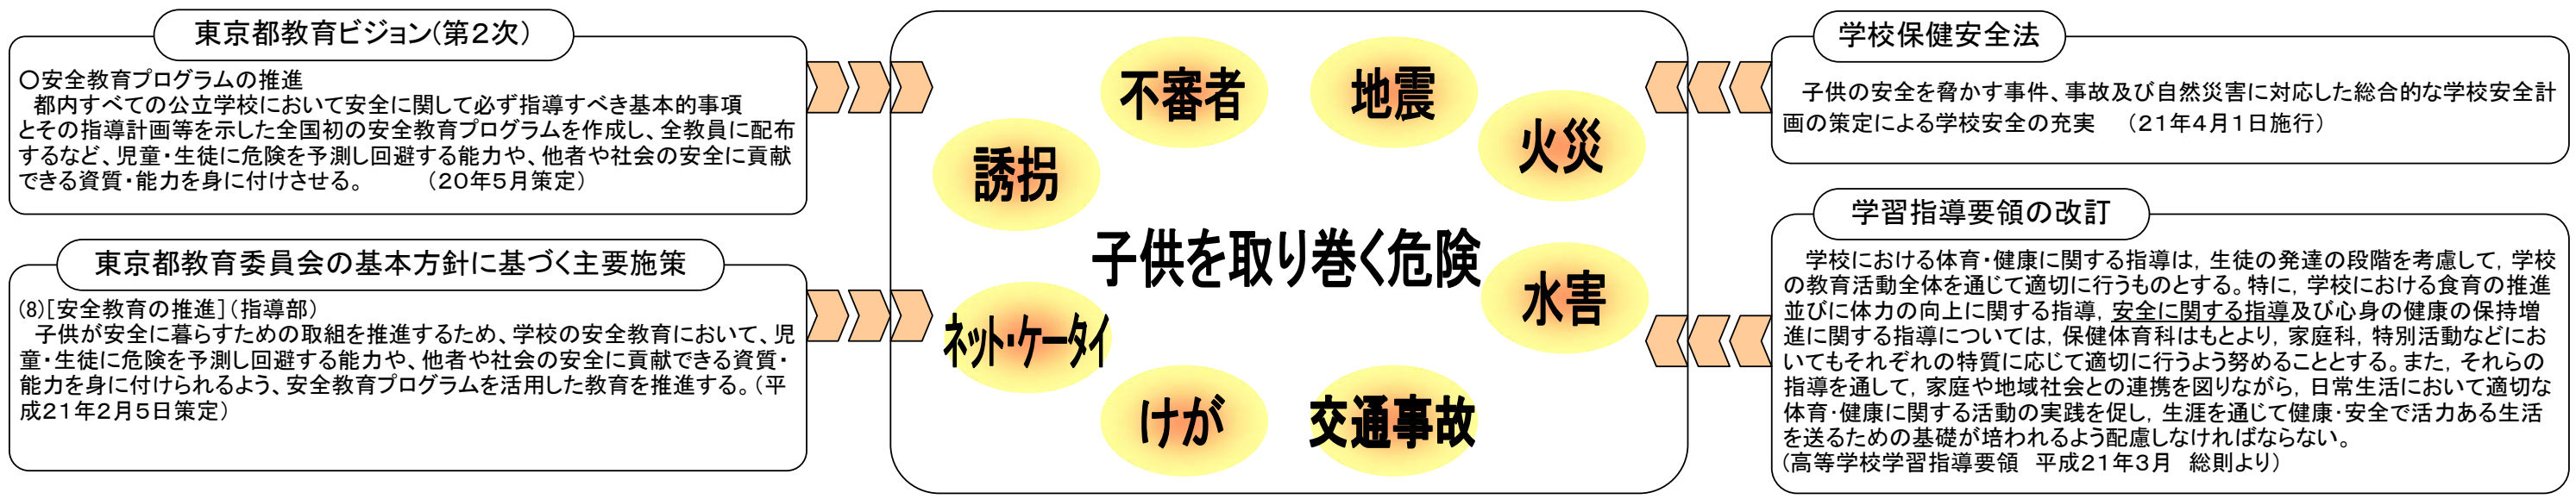 東京都教育ビジョン(第２次)
○安全教育プログラムの推進
　都内すべての公立学校において安全に関して必ず指導すべき基本的事項
とその指導計画等を示した全国初の安全教育プログラムを作成し、全教員に配布
するなど、児童・生徒に危険を予測し回避する能力や、他者や社会の安全に貢献
できる資質・能力を身に付けさせる。　　　（２０年５月策定）
東京都教育委員会の基本方針に基づく主要施策
(8)[安全教育の推進]（指導部）
　子供が安全に暮らすための取組を推進するため、学校の安全教育において、児
童・生徒に危険を予測し回避する能力や、他者や社会の安全に貢献できる資質・
能力を身に付けられるよう、安全教育プログラムを活用した教育を推進する。（平
成２１年２月５日策定）
不審者
地震
火災
誘拐
子供を取り巻く危険
水害
ネット・ケータイ
けが
交通事故
学校保健安全法
　子供の安全を脅かす事件、事故及び自然災害に対応した総合的な学校安全計
画の策定による学校安全の充実　（２１年４月１日施行）
学習指導要領の改訂
　学校における体育・健康に関する指導は，生徒の発達の段階を考慮して，学校
の教育活動全体を通じて適切に行うものとする。特に，学校における食育の推進
並びに体力の向上に関する指導，安全に関する指導及び心身の健康の保持増
進に関する指導については，保健体育科はもとより，家庭科，特別活動などにお
いてもそれぞれの特質に応じて適切に行うよう努めることとする。また，それらの
指導を通して，家庭や地域社会との連携を図りながら，日常生活において適切な
体育・健康に関する活動の実践を促し，生涯を通じて健康・安全で活力ある生活
を送るための基礎が培われるよう配慮しなければならない。
(高等学校学習指導要領　平成２１年３月　総則より)